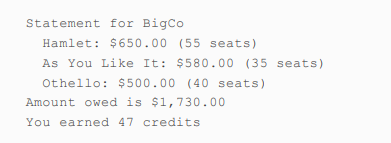 Statement for BigCo
  Hamlet: $650.00 (55 seats)
  As You Like It: $580.00 (35 seats)
  Othello: $500.00 (40 seats)
Amount owed is $1,730.00
You earned 47 credits